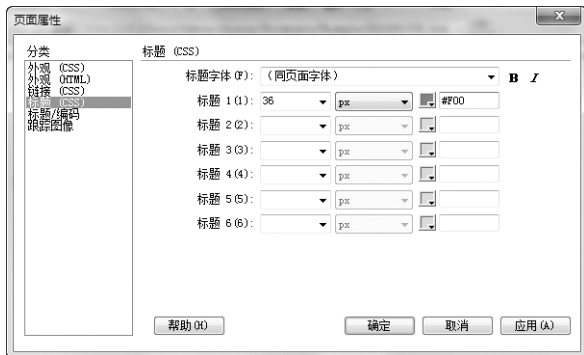 页面属性
分类
外观 (CSS)
外观 (HTML)
链接 (CSS)
标题 (CSS)
标题/编码
跟踪图像
标题 (CSS)
标题字体(F): (同页面字体) B I
标题 1(1): 36 px #F00
标题 2(2): px
标题 3(3): px
标题 4(4): px
标题 5(5): px
标题 6(6): px
帮助(H) 确定 取消 应用(A)